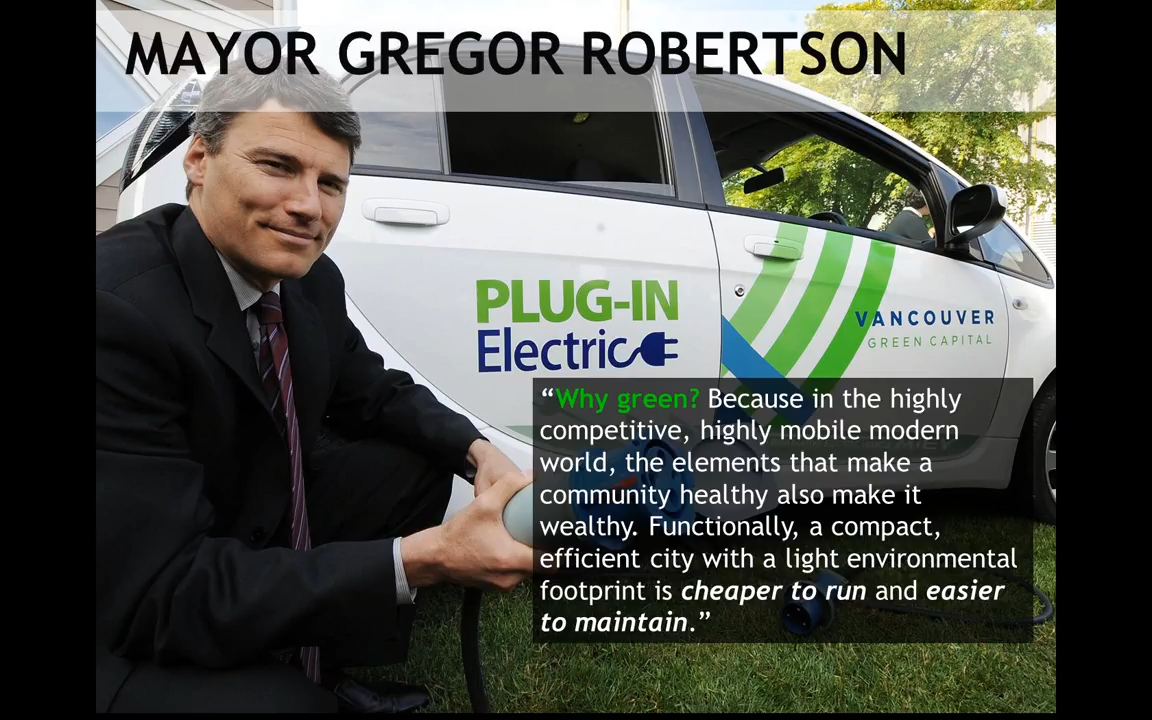 MAYOR GREGOR ROBERTSON
PLUG-IN
Electric
VANCOUVER
GREEN CAPITAL
“Why green? Because in the highly
competitive, highly mobile modern
world, the elements that make a
community healthy also make it
wealthy. Functionally, a compact,
efficient city with a light environmental
footprint is cheaper to run and easier
to maintain.”